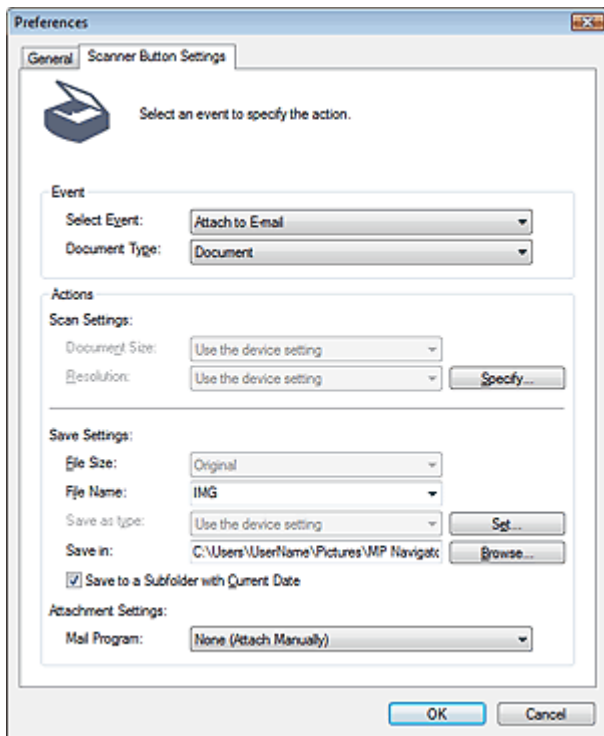 Preferences
General Scanner Button Settings
Select an event to specify the action.
Event
Select Event: Attach to E-mail
Document Type: Document
Actions
Scan Settings:
Document Size: Use the device setting
Resolution: Use the device setting Specify...
Save Settings:
File Size: Original
File Name: IMG
Save as type: Use the device setting Set...
Save in: C:\Users\UserName\Pictures\MP Navigato Browse...
Save to a Subfolder with Current Date
Attachment Settings:
Mail Program: None (Attach Manually)
OK Cancel